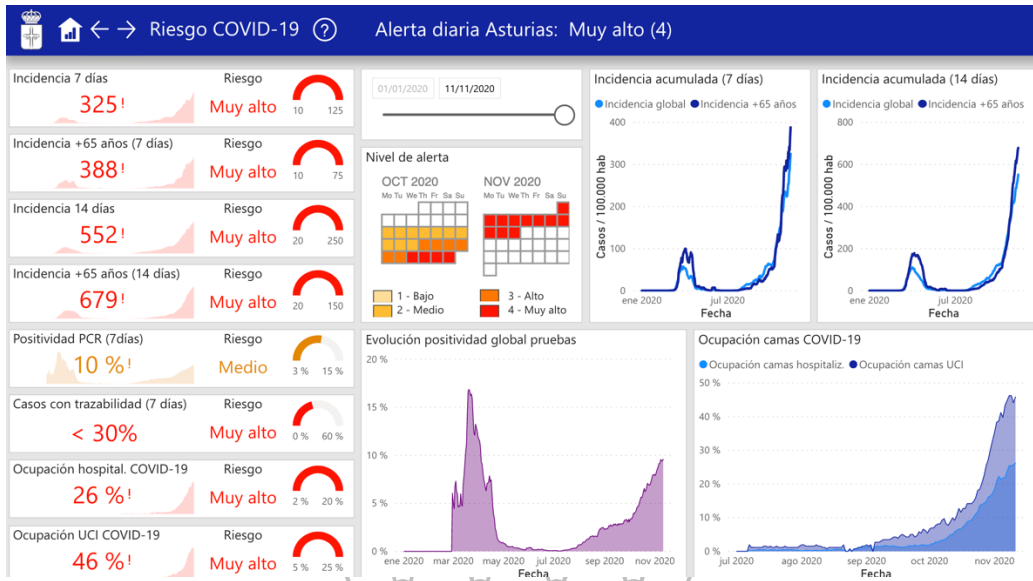 Riesgo COVID-19 ? Alerta diaria Asturias: Muy alto (4)
Incidencia 7 días Riesgo
325 ! Muy alto 10 125
Incidencia +65 años (7 días) Riesgo
388 ! Muy alto 10 75
Incidencia 14 días Riesgo
552 ! Muy alto 20 250
Incidencia +65 años (14 días) Riesgo
679 ! Muy alto 20 150
Positividad PCR (7días) Riesgo
10 % ! Medio 3 % 15 %
Casos con trazabilidad (7 días) Riesgo
< 30% Muy alto 0 % 60 %
Ocupación hospital. COVID-19 Riesgo
26 % ! Muy alto 2 % 20 %
Ocupación UCI COVID-19 Riesgo
46 % ! Muy alto 5 % 25 %
01/01/2020 11/11/2020
Nivel de alerta
OCT 2020 NOV 2020
Mo Tu We Th Fr Sa Su Mo Tu We Th Fr Sa Su
1 - Bajo 3 - Alto
2 - Medio 4 - Muy alto
Incidencia acumulada (7 días)
Incidencia global Incidencia +65 años
400
300
200
100
0
Casos / 100.000 hab
ene 2020 jul 2020
Fecha
Incidencia acumulada (14 días)
Incidencia global Incidencia +65 años
800
600
400
200
0
Casos / 100.000 hab
ene 2020 jul 2020
Fecha
Evolución positividad global pruebas
20 %
15 %
10 %
5 %
0 %
ene 2020 mar 2020 may 2020 jul 2020 sep 2020 nov 2020
Fecha
Ocupación camas COVID-19
Ocupación camas hospitaliz. Ocupación camas UCI
50 %
40 %
30 %
20 %
10 %
0 %
jul 2020 ago 2020 sep 2020 oct 2020 nov 2020
Fecha